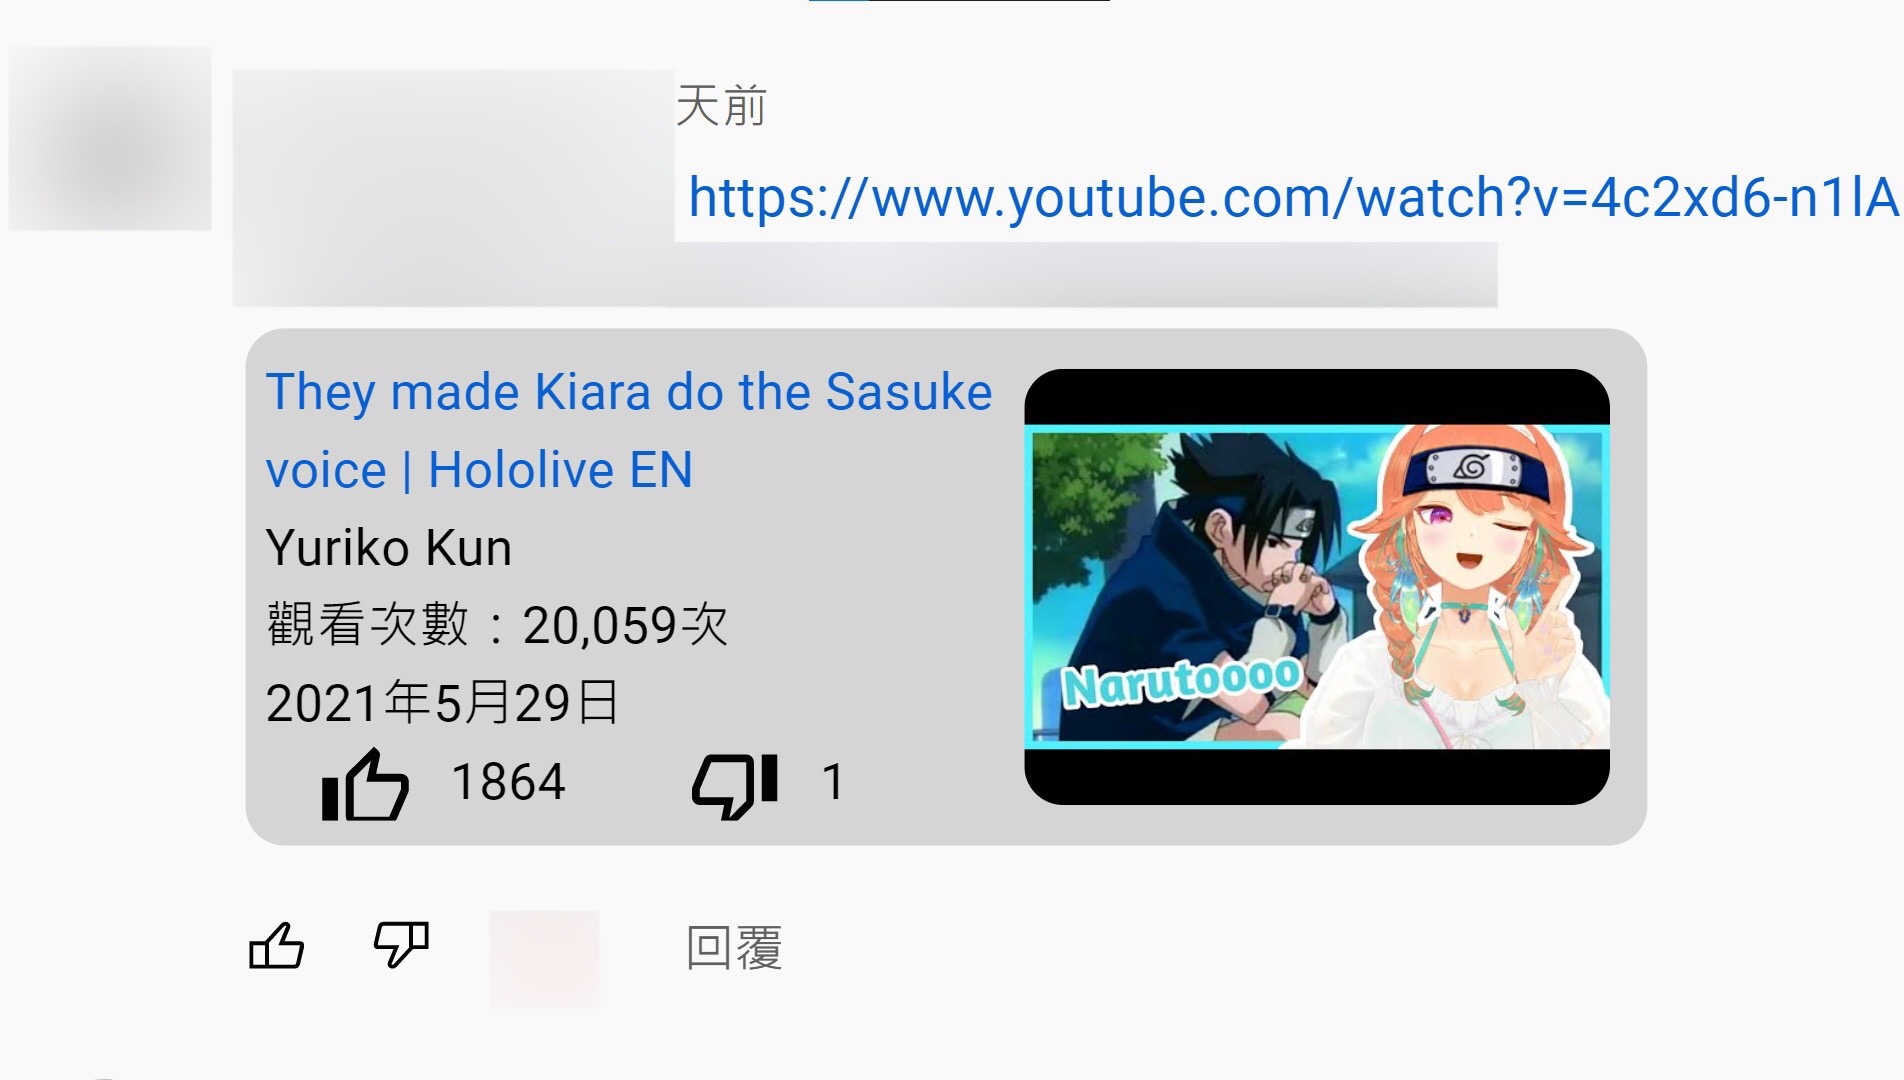 天前
https://www.youtube.com/watch?v=4c2xd6-n1lA
They made Kiara do the Sasuke
voice | Hololive EN
Yuriko Kun
觀看次數：20,059次
2021年5月29日
1864 1
Narutoooo
回覆